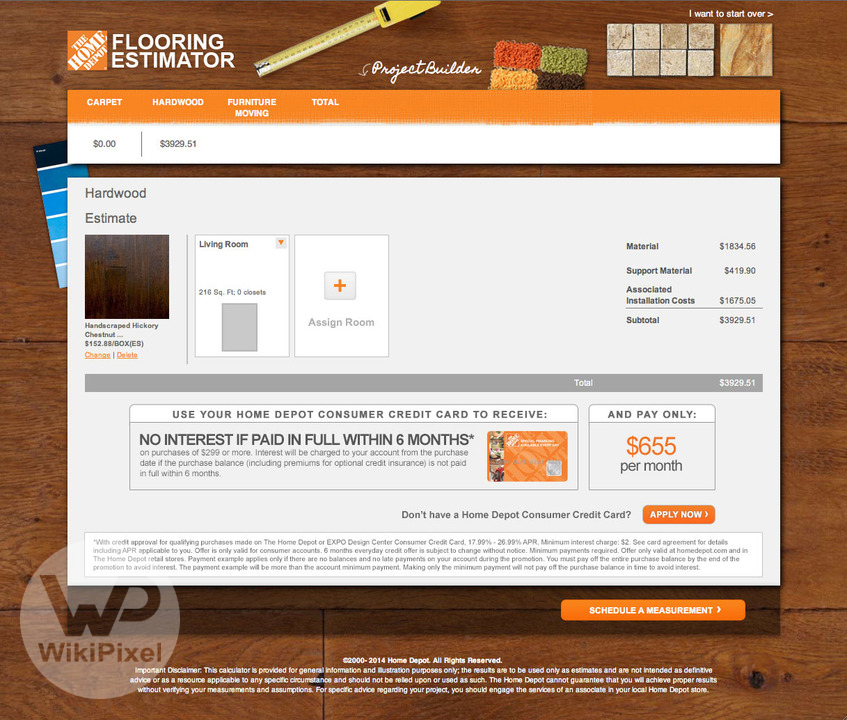 I want to start over >
THE HOME DEPOT
FLOORING
ESTIMATOR
ProjectBuilder
CARPET
HARDWOOD
FURNITURE
MOVING
TOTAL
$0.00
$3929.51
Hardwood
Estimate
Living Room
216 Sq. Ft; 0 closets
+
Assign Room
Handscraped Hickory
Chestnut ...
$152.88/BOX(ES)
Change | Delete
Material $1834.56
Support Material $419.90
Associated
Installation Costs $1675.05
Subtotal $3929.51
Total $3929.51
USE YOUR HOME DEPOT CONSUMER CREDIT CARD TO RECEIVE:
NO INTEREST IF PAID IN FULL WITHIN 6 MONTHS*
on purchases of $299 or more. Interest will be charged to your account from the purchase
date if the purchase balance (including premiums for optional credit insurance) is not paid
in full within 6 months.
AND PAY ONLY:
$655
per month
Don't have a Home Depot Consumer Credit Card?
APPLY NOW ›
*With credit approval for qualifying purchases made on The Home Depot or EXPO Design Center Consumer Credit Card, 17.99% - 26.99% APR. Minimum interest charge: $2. See card agreement for details
including APR applicable to you. Offer is only valid for consumer accounts. 6 months everyday credit offer is subject to change without notice. Minimum payments required. Offer only valid at homedepot.com and in
The Home Depot retail stores. Payment example applies only if there are no balances and no late payments on your account during the promotion. You must pay off the entire purchase balance by the end of the
promotion to avoid interest. The payment example will be more than the account minimum payment. Making only the minimum payment will not pay off the purchase balance in time to avoid interest.
SCHEDULE A MEASUREMENT ›
WP
WikiPixel
©2000- 2014 Home Depot. All Rights Reserved.
Important Disclaimer: This calculator is provided for general information and illustration purposes only; the results are to be used only as estimates and are not intended as definitive
advice or as a resource applicable to any specific circumstance and should not be relied upon or used as such. The Home Depot cannot guarantee that you will achieve proper results
without verifying your measurements and assumptions. For specific advice regarding your project, you should engage the services of an associate in your local Home Depot store.